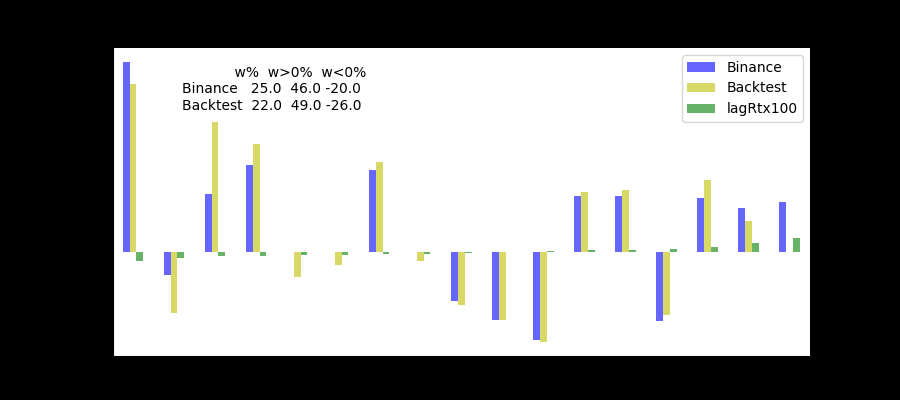 w% w>0% w<0%
Binance 25.0 46.0 -20.0
Backtest 22.0 49.0 -26.0
Binance
Backtest
lagRtx100